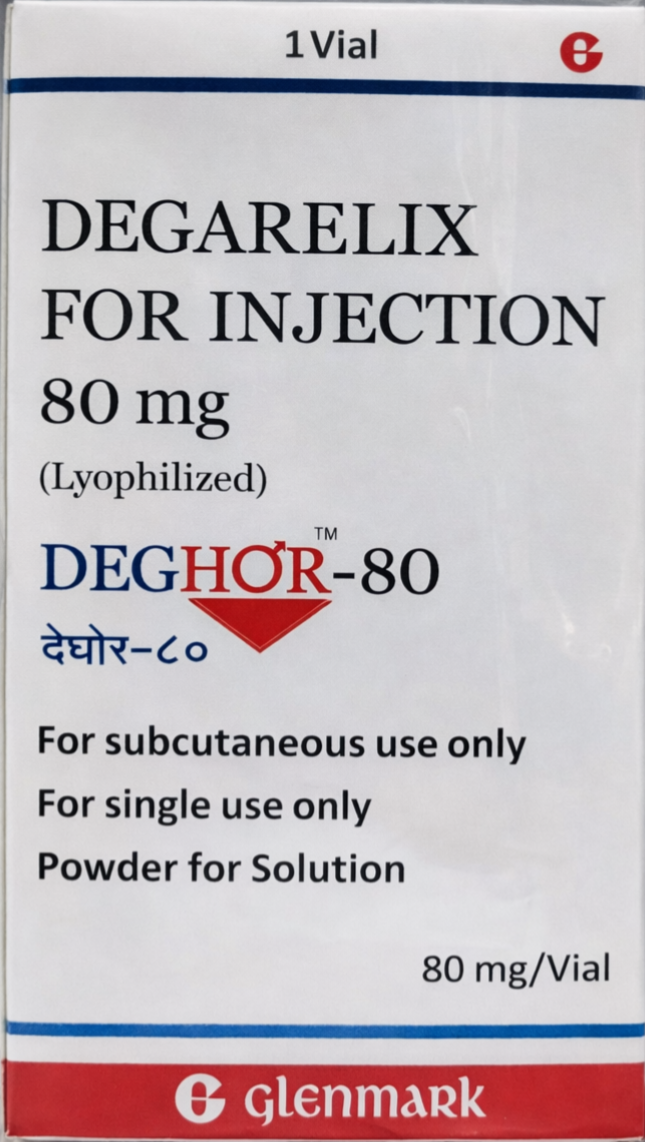 1 Vial
DEGARELIX
FOR INJECTION
80 mg
(Lyophilized)
DEGHOR™-80
देघोर-८०
For subcutaneous use only
For single use only
Powder for Solution
80 mg/Vial
glenmark